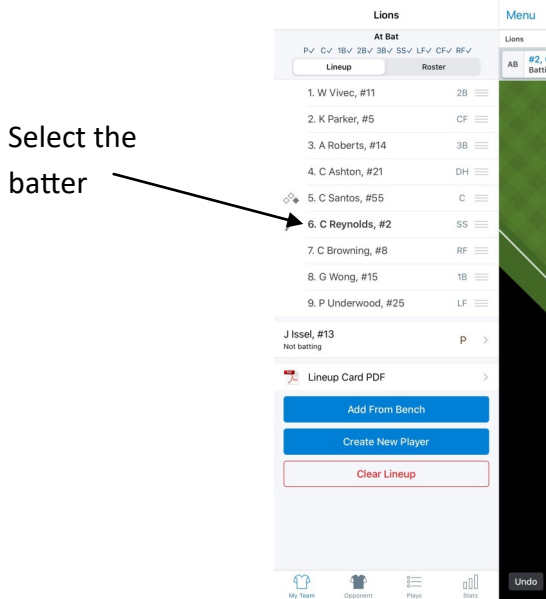 Lions
At Bat
P✓ C✓ 1B✓ 2B✓ 3B✓ SS✓ LF✓ CF✓ RF✓
Lineup Roster
1. W Vivec, #11 2B
2. K Parker, #5 CF
3. A Roberts, #14 3B
4. C Ashton, #21 DH
5. C Santos, #55 C
6. C Reynolds, #2 SS
7. C Browning, #8 RF
8. G Wong, #15 1B
9. P Underwood, #25 LF
J Issel, #13 P
Not batting
Lineup Card PDF
Add From Bench
Create New Player
Clear Lineup
My Team Opponent Plays Stats
Select the
batter
Menu
Lions
AB #2,
Batti
Undo